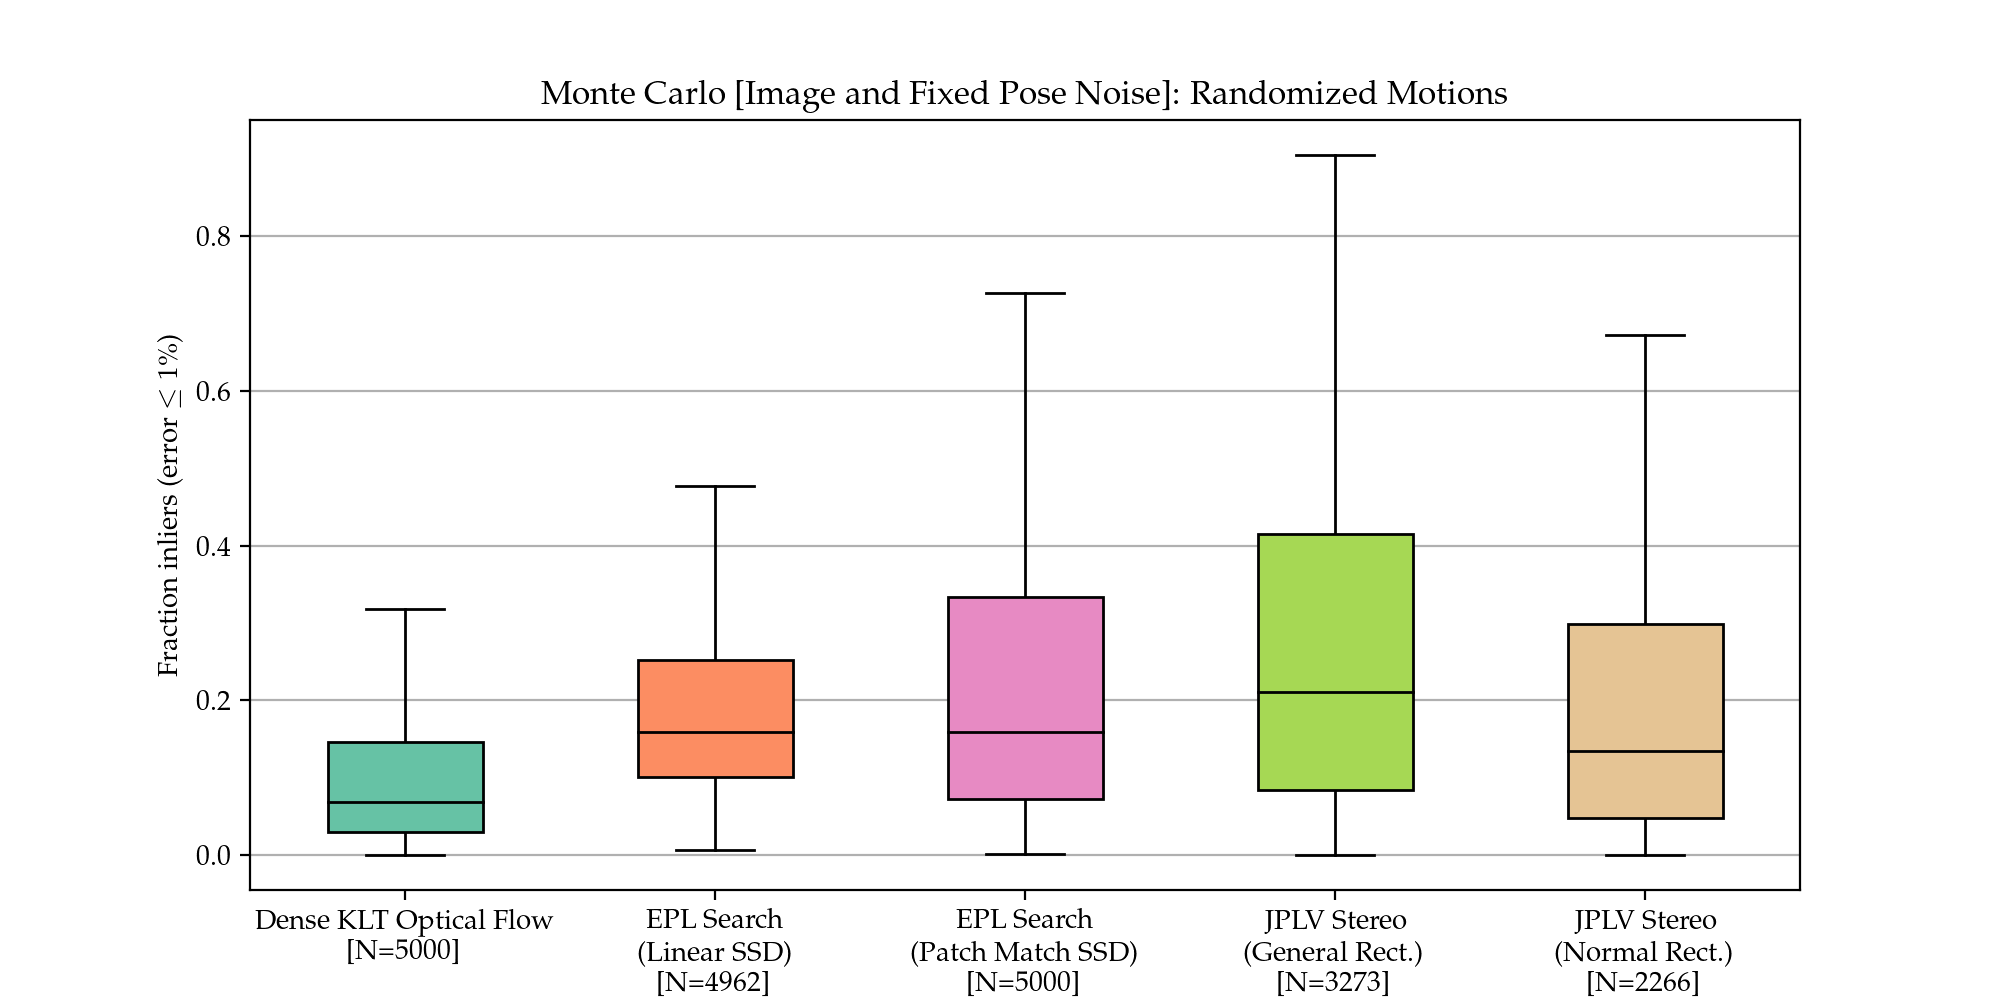 Monte Carlo [Image and Fixed Pose Noise]: Randomized Motions
Fraction inliers (error ≤ 1%)
0.8
0.6
0.4
0.2
0.0
Dense KLT Optical Flow
[N=5000]
EPL Search
(Linear SSD)
[N=4962]
EPL Search
(Patch Match SSD)
[N=5000]
JPLV Stereo
(General Rect.)
[N=3273]
JPLV Stereo
(Normal Rect.)
[N=2266]